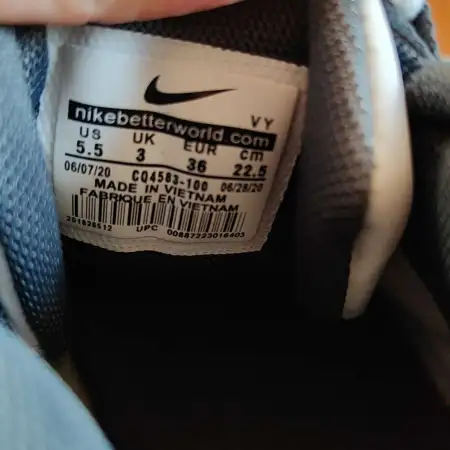 VY
nikebetterworld.com
US UK EUR cm
5.5 3 36 22.5
06/07/20 CQ4583-100 06/28/20
MADE IN VIETNAM
FABRIQUE EN VIETNAM
UPC